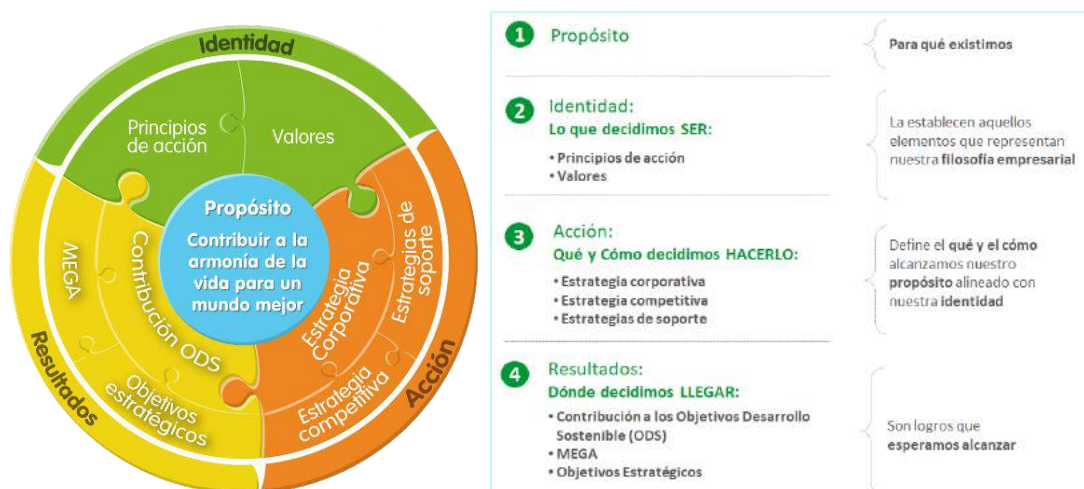 Identidad
Principios
de acción
Valores
Propósito
Contribuir a la
armonía de la
vida para un
mundo mejor
MEGA
Contribución ODS
Objetivos
estratégicos
Resultados
Estrategia
Corporativa
Estrategias de
soporte
Estrategia
competitiva
Acción
1 Propósito
Para qué existimos
2 Identidad:
Lo que decidimos SER:
• Principios de acción
• Valores
La establecen aquellos
elementos que representan
nuestra filosofía empresarial
3 Acción:
Qué y Cómo decidimos HACERLO:
• Estrategia corporativa
• Estrategia competitiva
• Estrategias de soporte
Define el qué y el cómo
alcanzamos nuestro
propósito alineado con
nuestra identidad
4 Resultados:
Dónde decidimos LLEGAR:
• Contribución a los Objetivos Desarrollo
Sostenible (ODS)
• MEGA
• Objetivos Estratégicos
Son logros que
esperamos alcanzar